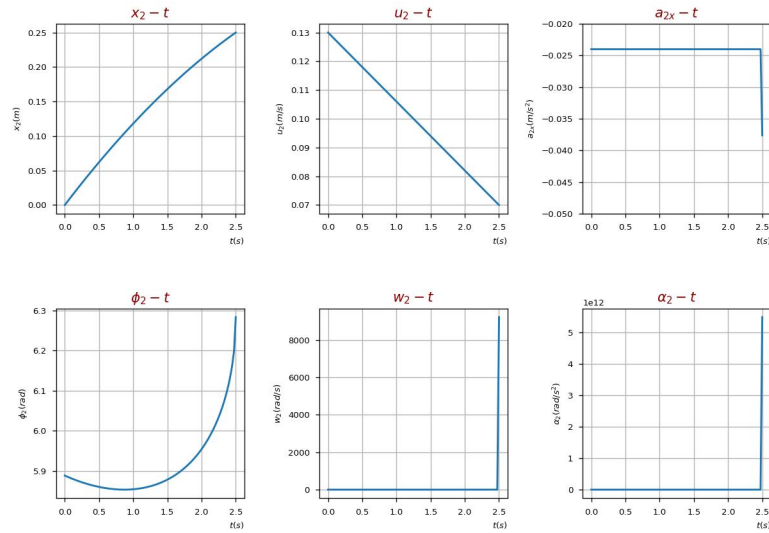 x₂ − t
u₂ − t
a₂ₓ − t
0.25
0.20
0.15
0.10
0.05
0.00
x₂(m)
0.0 0.5 1.0 1.5 2.0 2.5
t(s)
0.13
0.12
0.11
0.10
0.09
0.08
0.07
u₂(m/s)
0.0 0.5 1.0 1.5 2.0 2.5
t(s)
−0.020
−0.025
−0.030
−0.035
−0.040
−0.045
−0.050
a₂ₓ(m/s²)
0.0 0.5 1.0 1.5 2.0 2.5
t(s)
ϕ₂ − t
w₂ − t
α₂ − t
6.3
6.2
6.1
6.0
5.9
ϕ₂(rad)
0.0 0.5 1.0 1.5 2.0 2.5
t(s)
8000
6000
4000
2000
0
w₂(rad/s)
0.0 0.5 1.0 1.5 2.0 2.5
t(s)
1e12
5
4
3
2
1
0
α₂(rad/s²)
0.0 0.5 1.0 1.5 2.0 2.5
t(s)